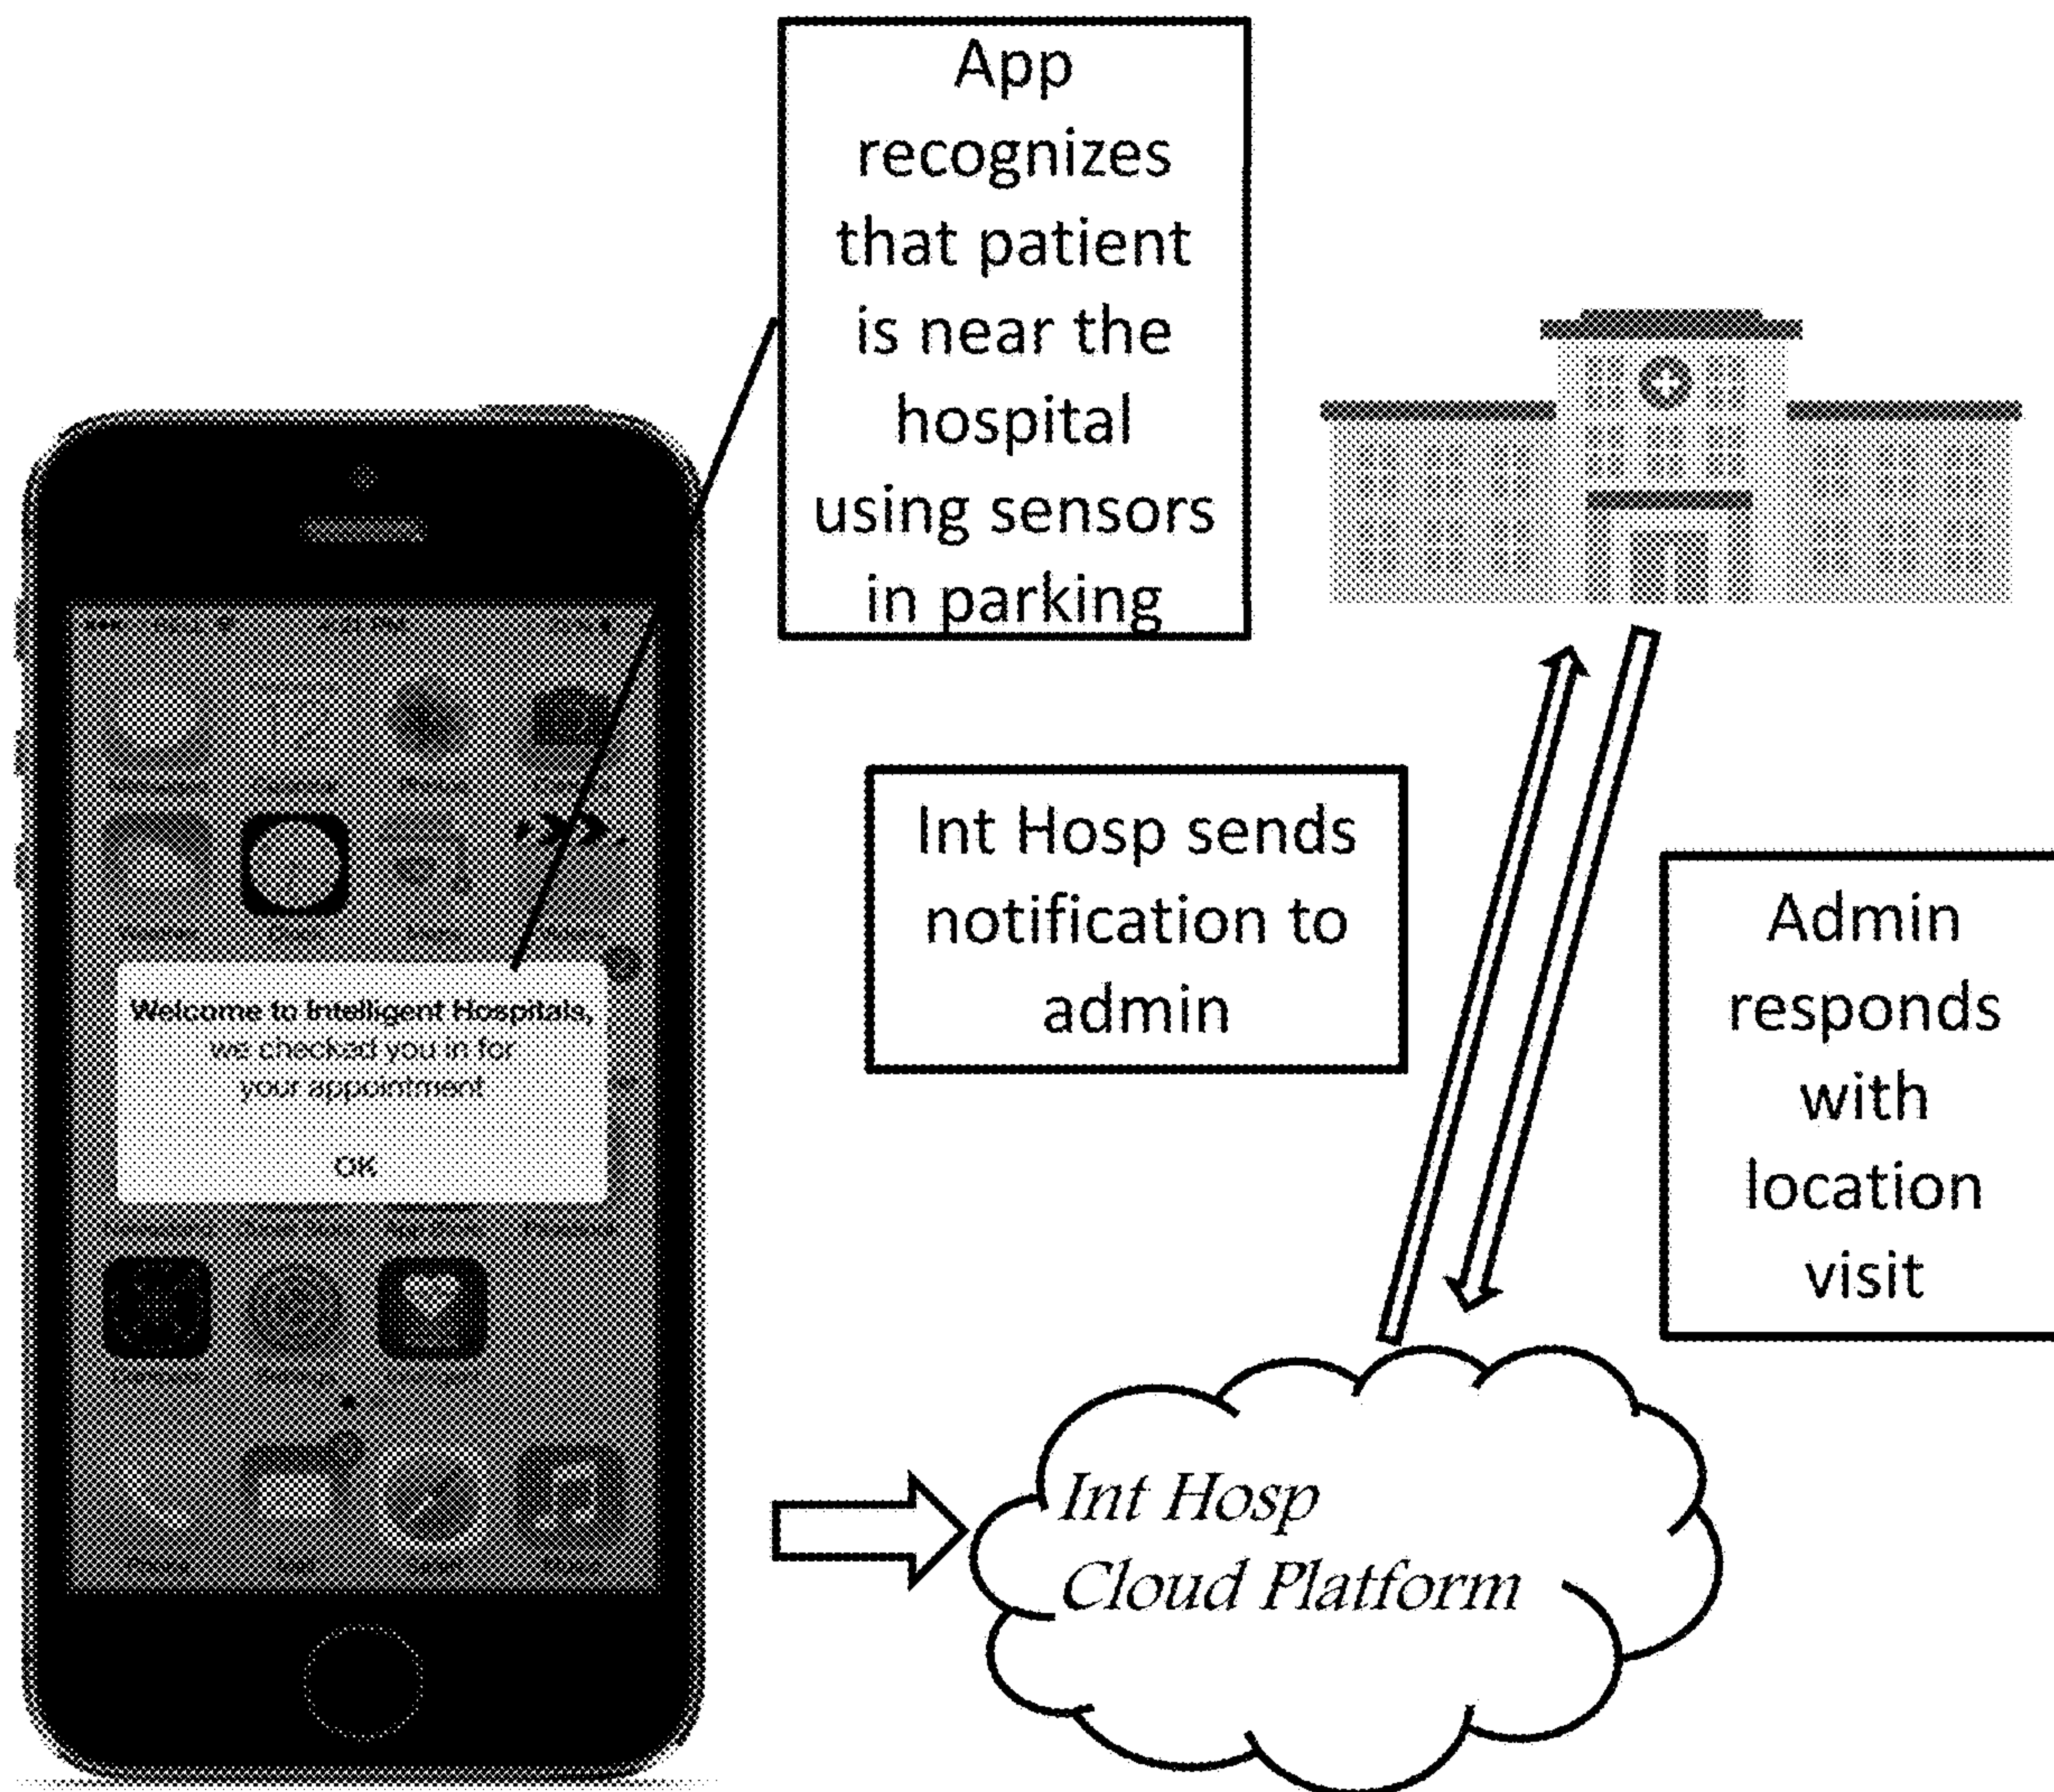 App
recognizes
that patient
is near the
hospital
using sensors
in parking
Int Hosp sends
notification to
admin
Admin
responds
with
location
visit
Welcome to Intelligent Hospitals,
we checked you in for
your appointment
OK
Int Hosp
Cloud Platform